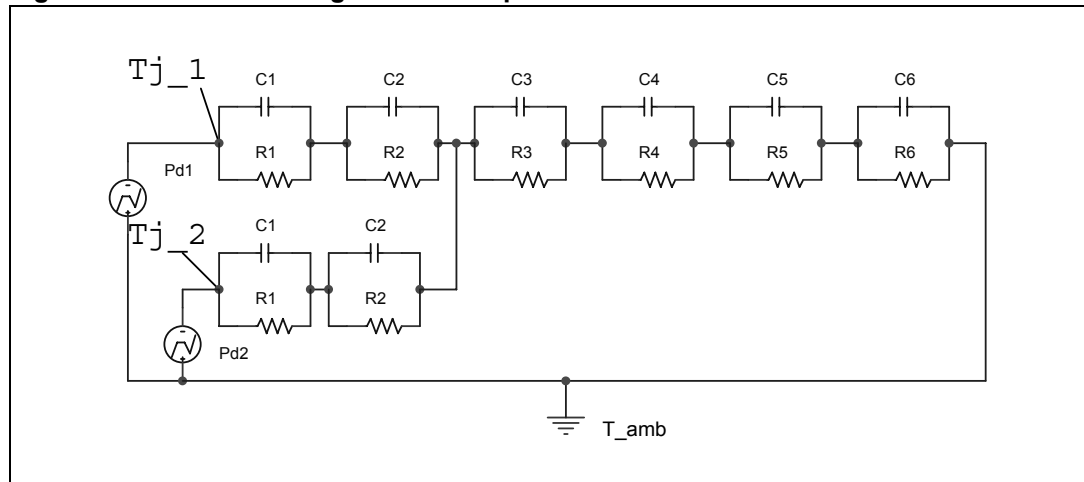 Tj_1
C1 C2 C3 C4 C5 C6
R1 R2 R3 R4 R5 R6
Pd1
Tj_2
C1 C2
R1 R2
Pd2
T_amb